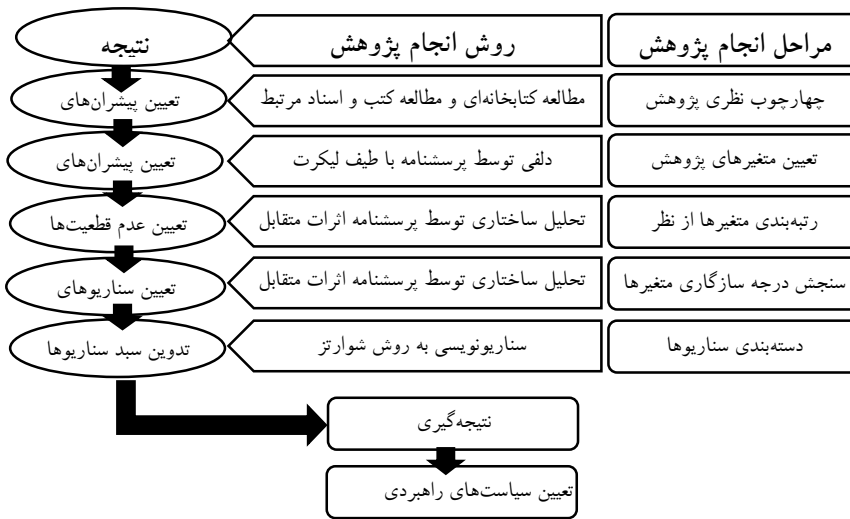 مراحل انجام پژوهش
روش انجام پژوهش
نتیجه
چهارچوب نظری پژوهش
مطالعه کتابخانه‌ای و مطالعه کتب و اسناد مرتبط
تعیین پیشران‌های
تعیین متغیرهای پژوهش
دلفی توسط پرسشنامه با طیف لیکرت
تعیین پیشران‌های
رتبه‌بندی متغیرها از نظر
تحلیل ساختاری توسط پرسشنامه اثرات متقابل
تعیین عدم قطعیت‌ها
سنجش درجه سازگاری متغیرها
تحلیل ساختاری توسط پرسشنامه اثرات متقابل
تعیین سناریوهای
دسته‌بندی سناریوها
سناریونویسی به روش شوارتز
تدوین سبد سناریوها
نتیجه‌گیری
تعیین سیاست‌های راهبردی